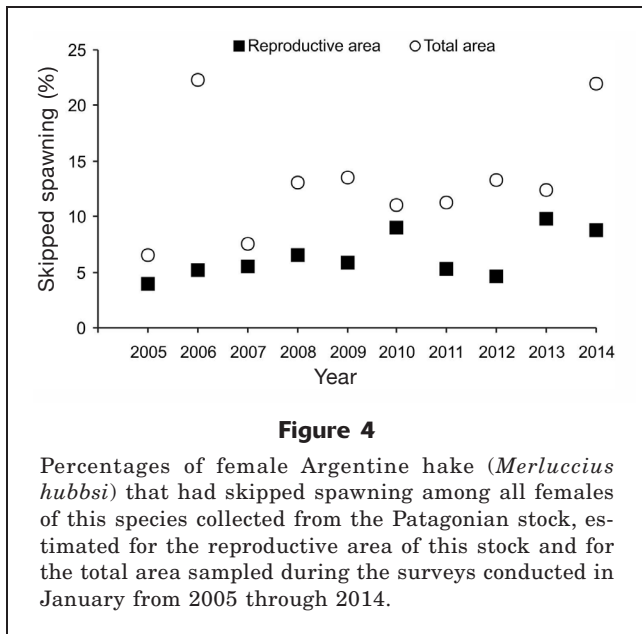 ■ Reproductive area ○ Total area
Skipped spawning (%)
25
20
15
10
5
0
2005 2006 2007 2008 2009 2010 2011 2012 2013 2014
Year
Figure 4
Percentages of female Argentine hake (Merluccius
hubbsi) that had skipped spawning among all females
of this species collected from the Patagonian stock, es-
timated for the reproductive area of this stock and for
the total area sampled during the surveys conducted in
January from 2005 through 2014.